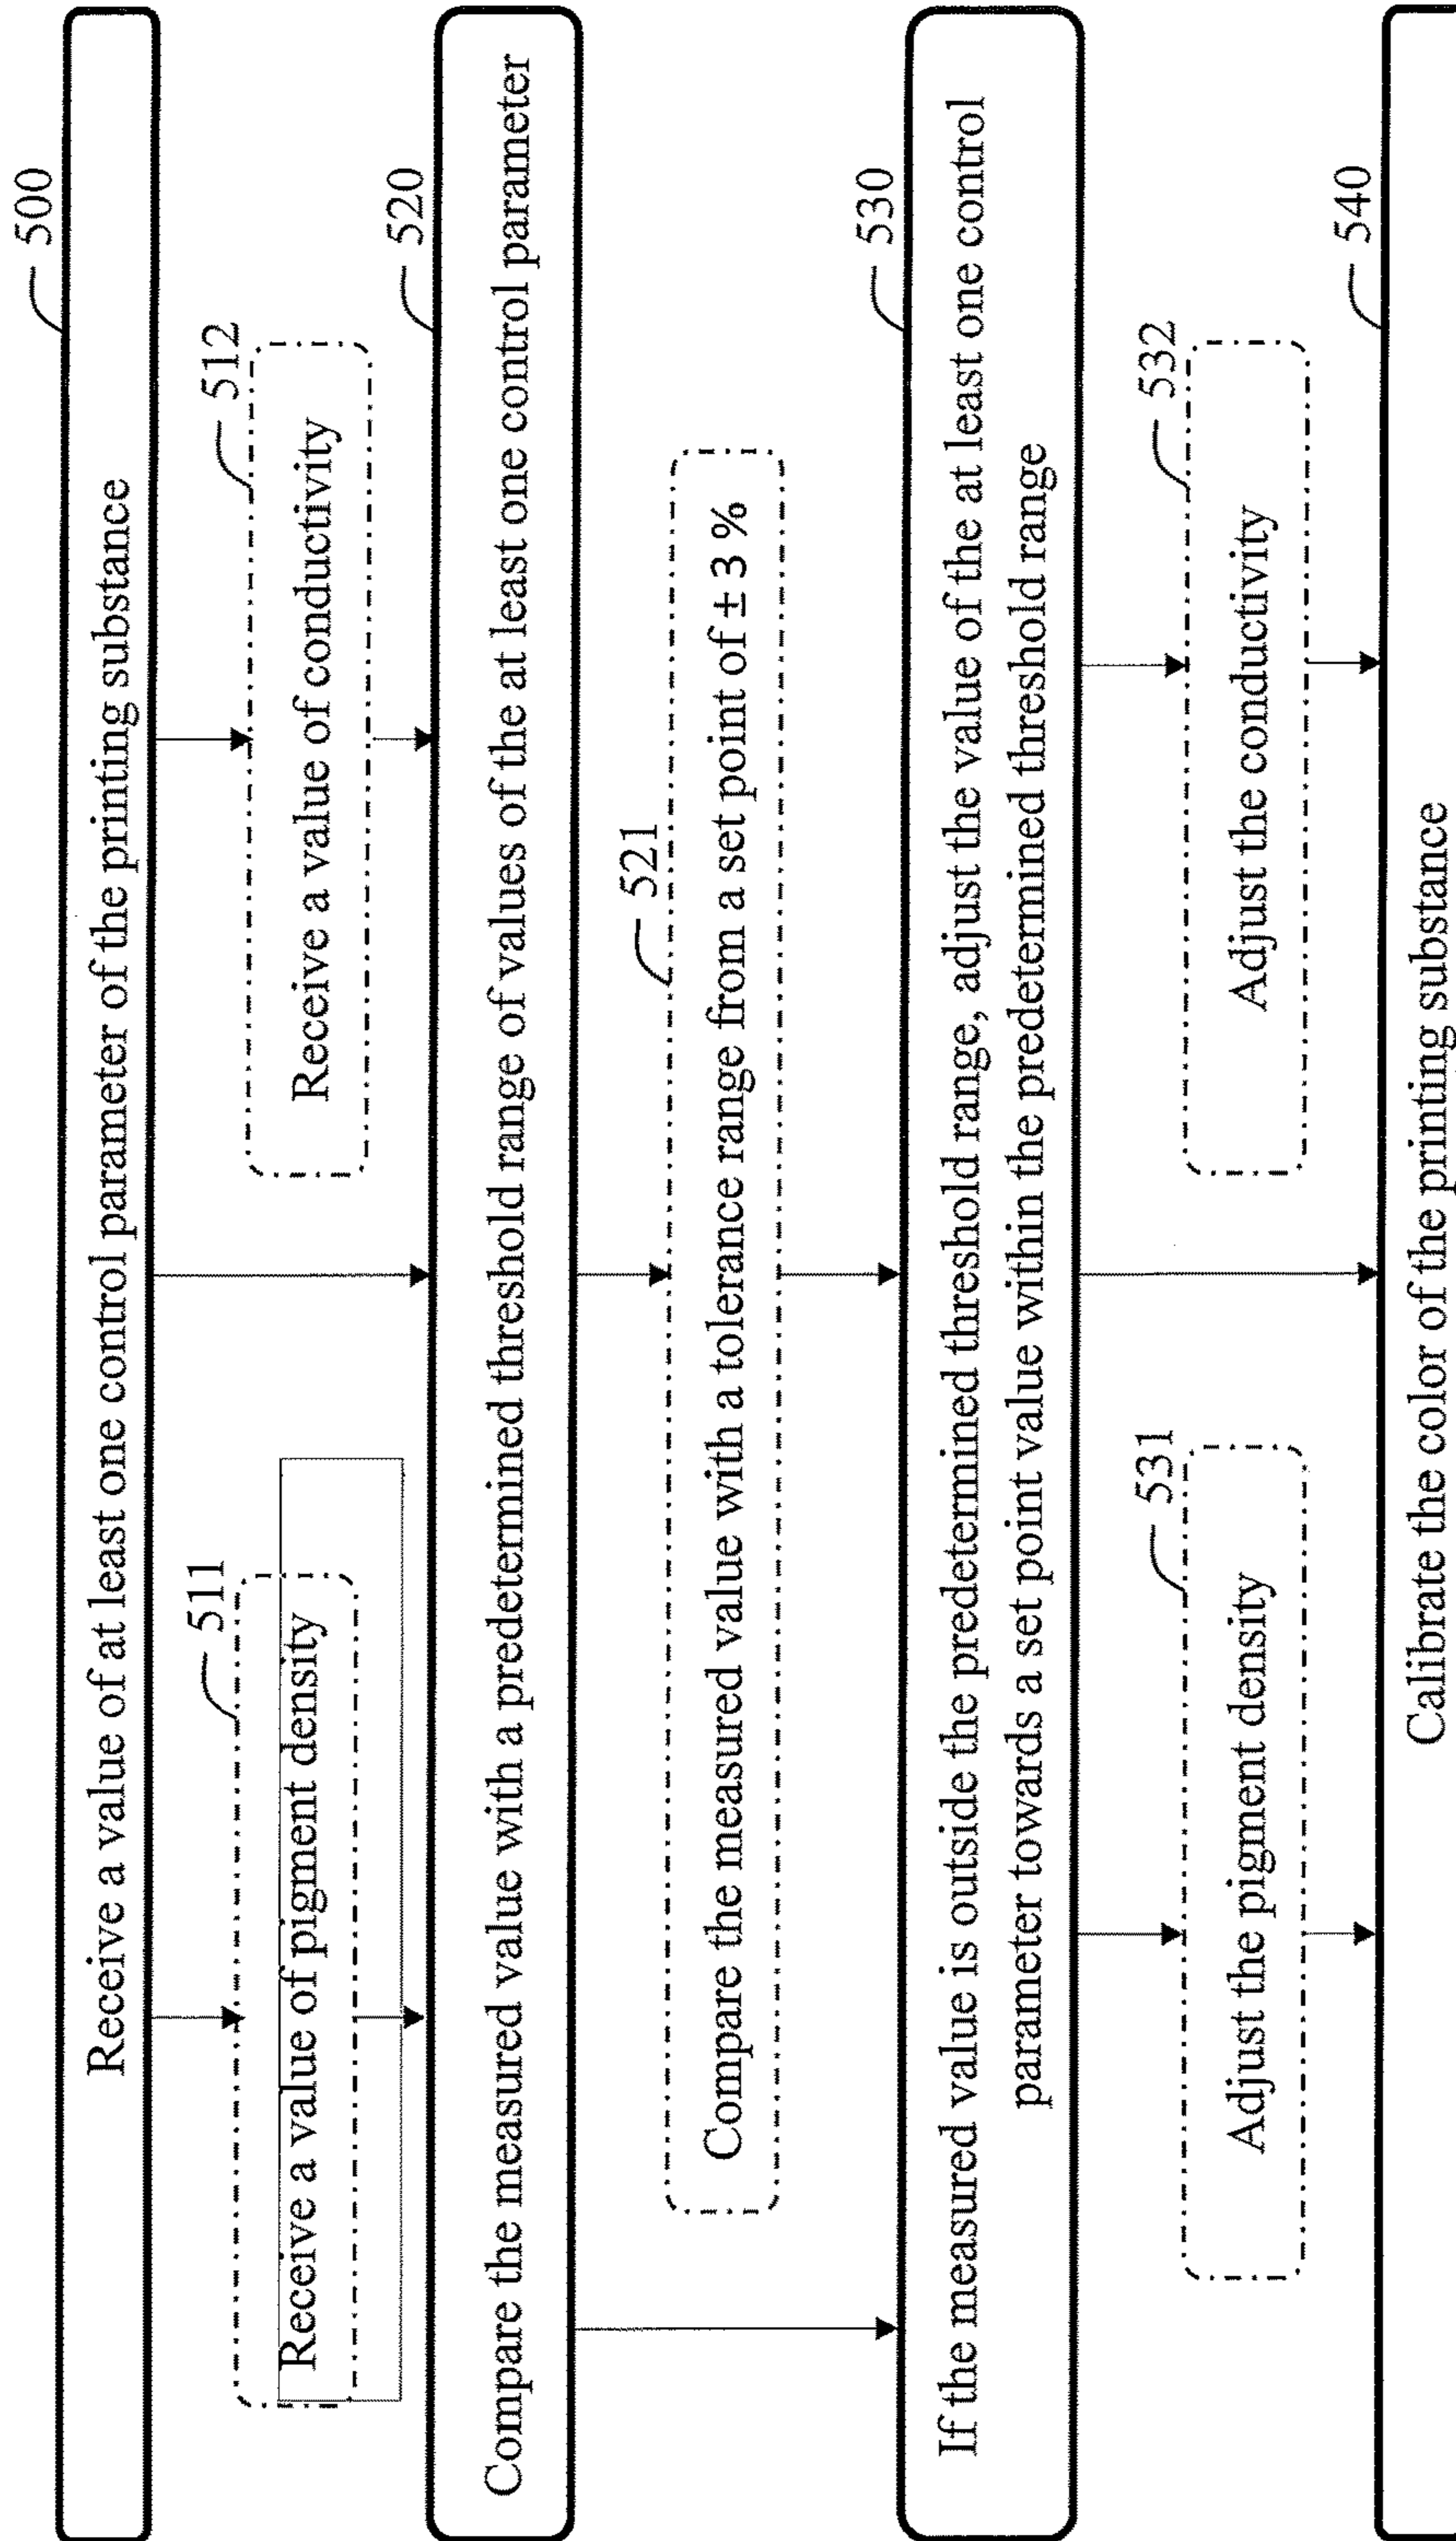 500
Receive a value of at least one control parameter of the printing substance
511
Receive a value of pigment density
512
Receive a value of conductivity
520
Compare the measured value with a predetermined threshold range of values of the at least one control parameter
521
Compare the measured value with a tolerance range from a set point of ± 3 %
530
If the measured value is outside the predetermined threshold range, adjust the value of the at least one control
parameter towards a set point value within the predetermined threshold range
531
Adjust the pigment density
532
Adjust the conductivity
540
Calibrate the color of the printing substance